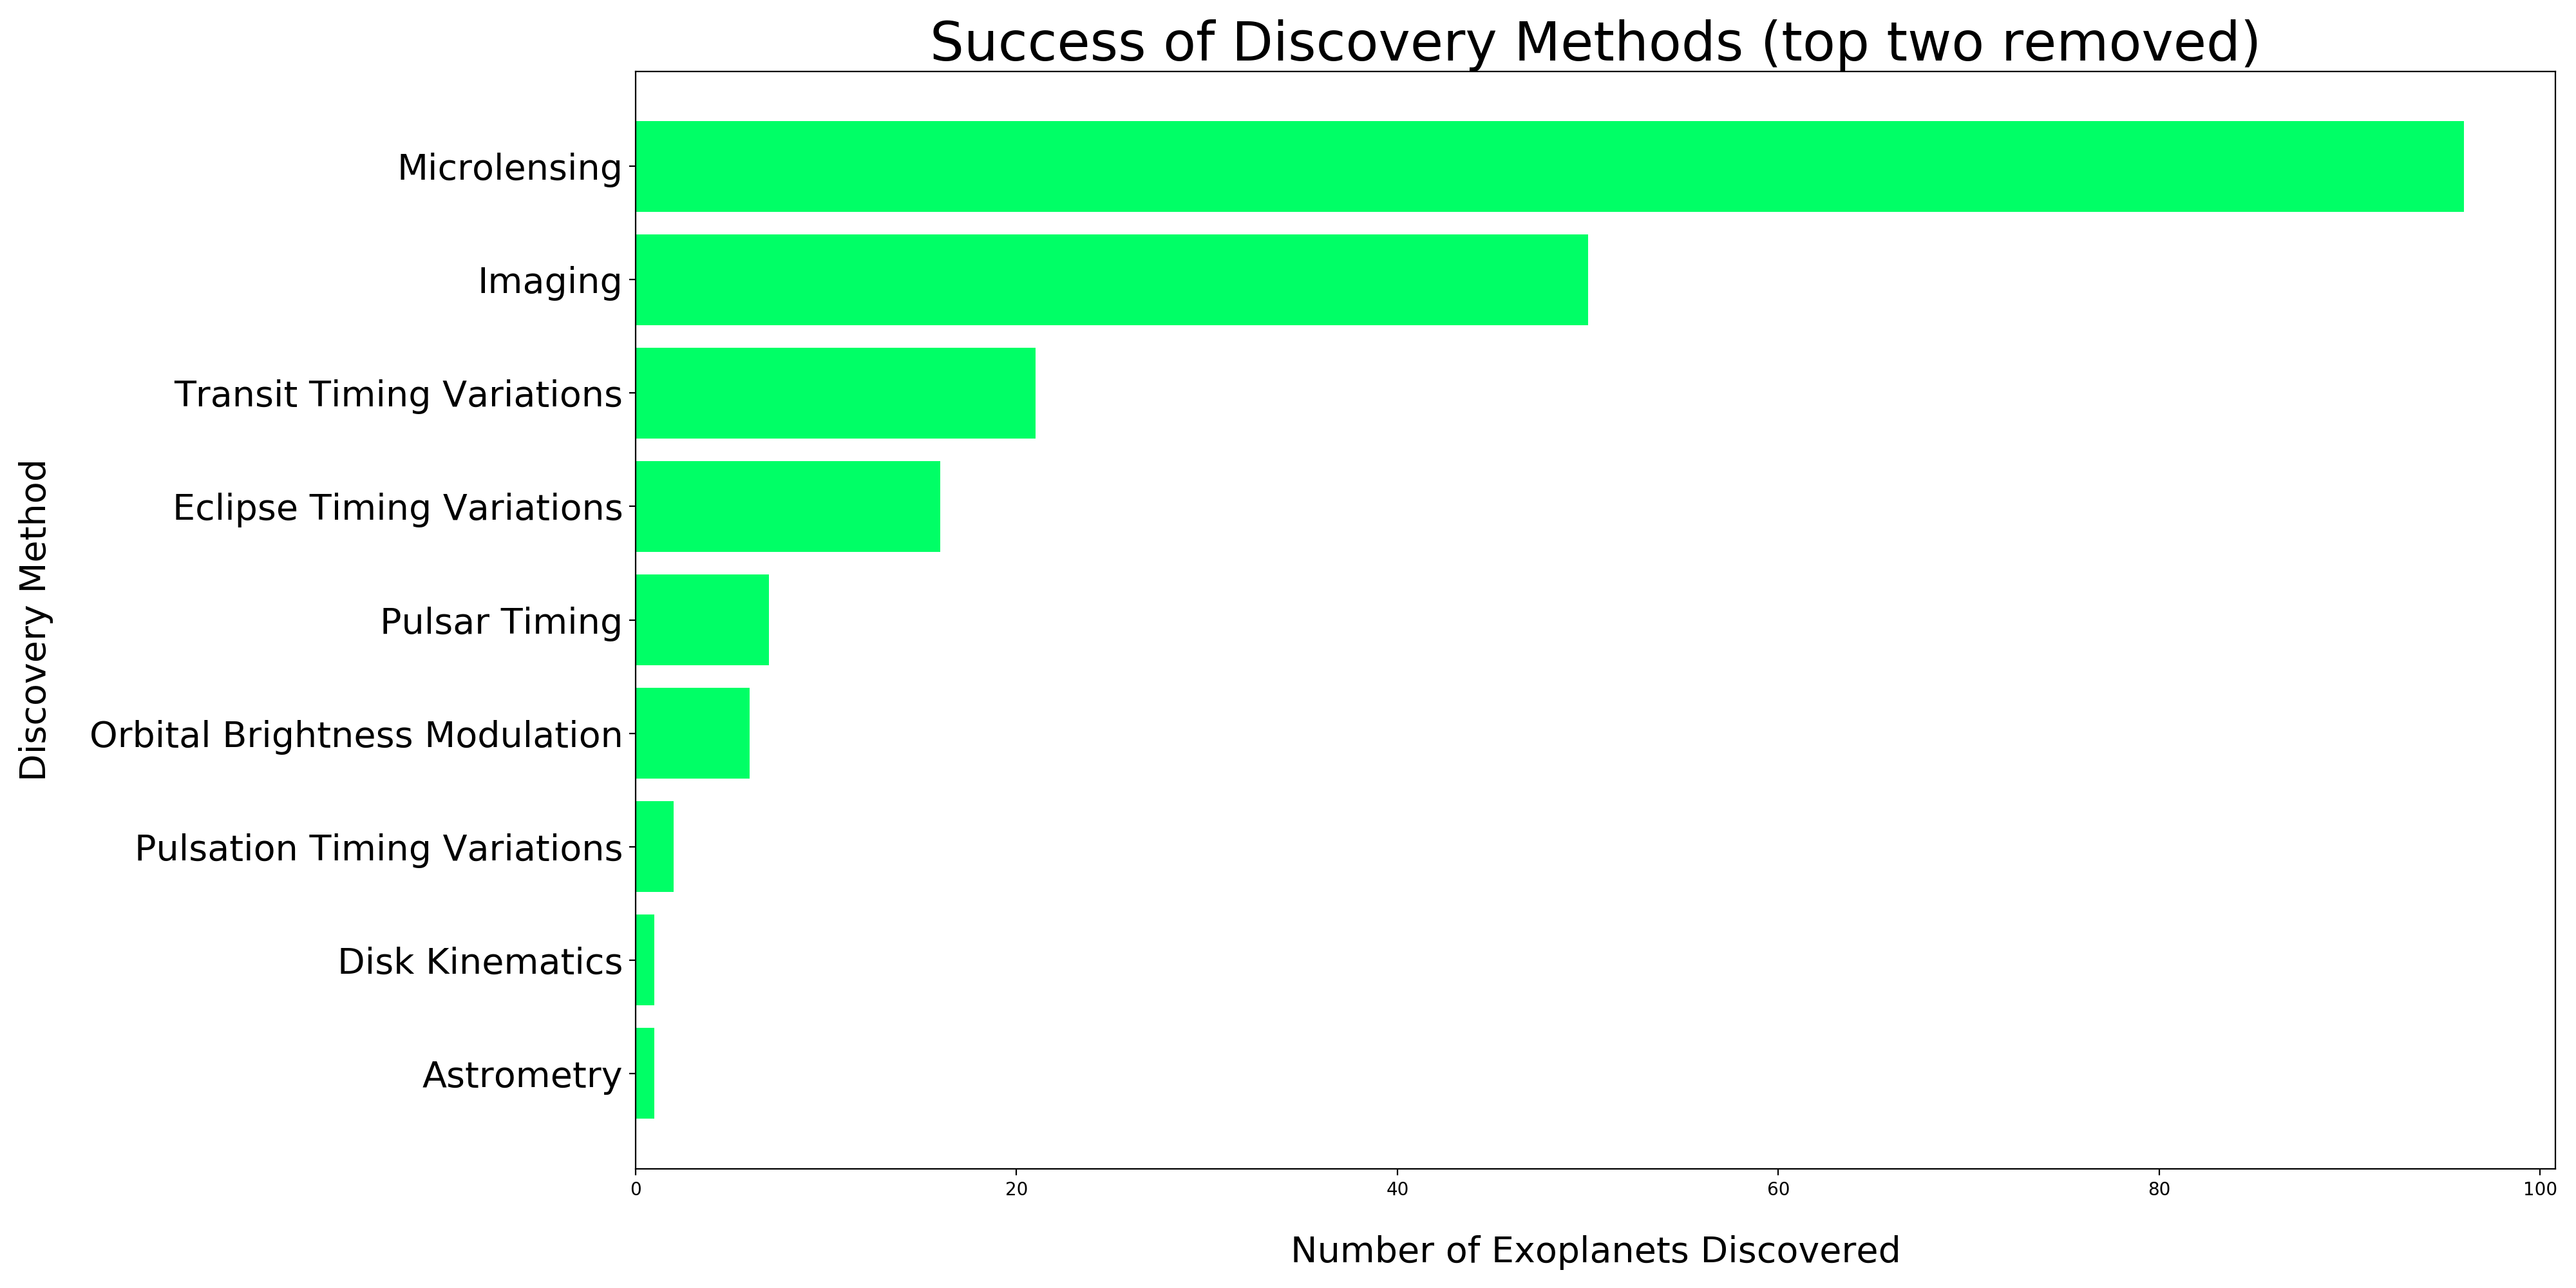 Success of Discovery Methods (top two removed)
Discovery Method
Microlensing
Imaging
Transit Timing Variations
Eclipse Timing Variations
Pulsar Timing
Orbital Brightness Modulation
Pulsation Timing Variations
Disk Kinematics
Astrometry
0 20 40 60 80 100
Number of Exoplanets Discovered